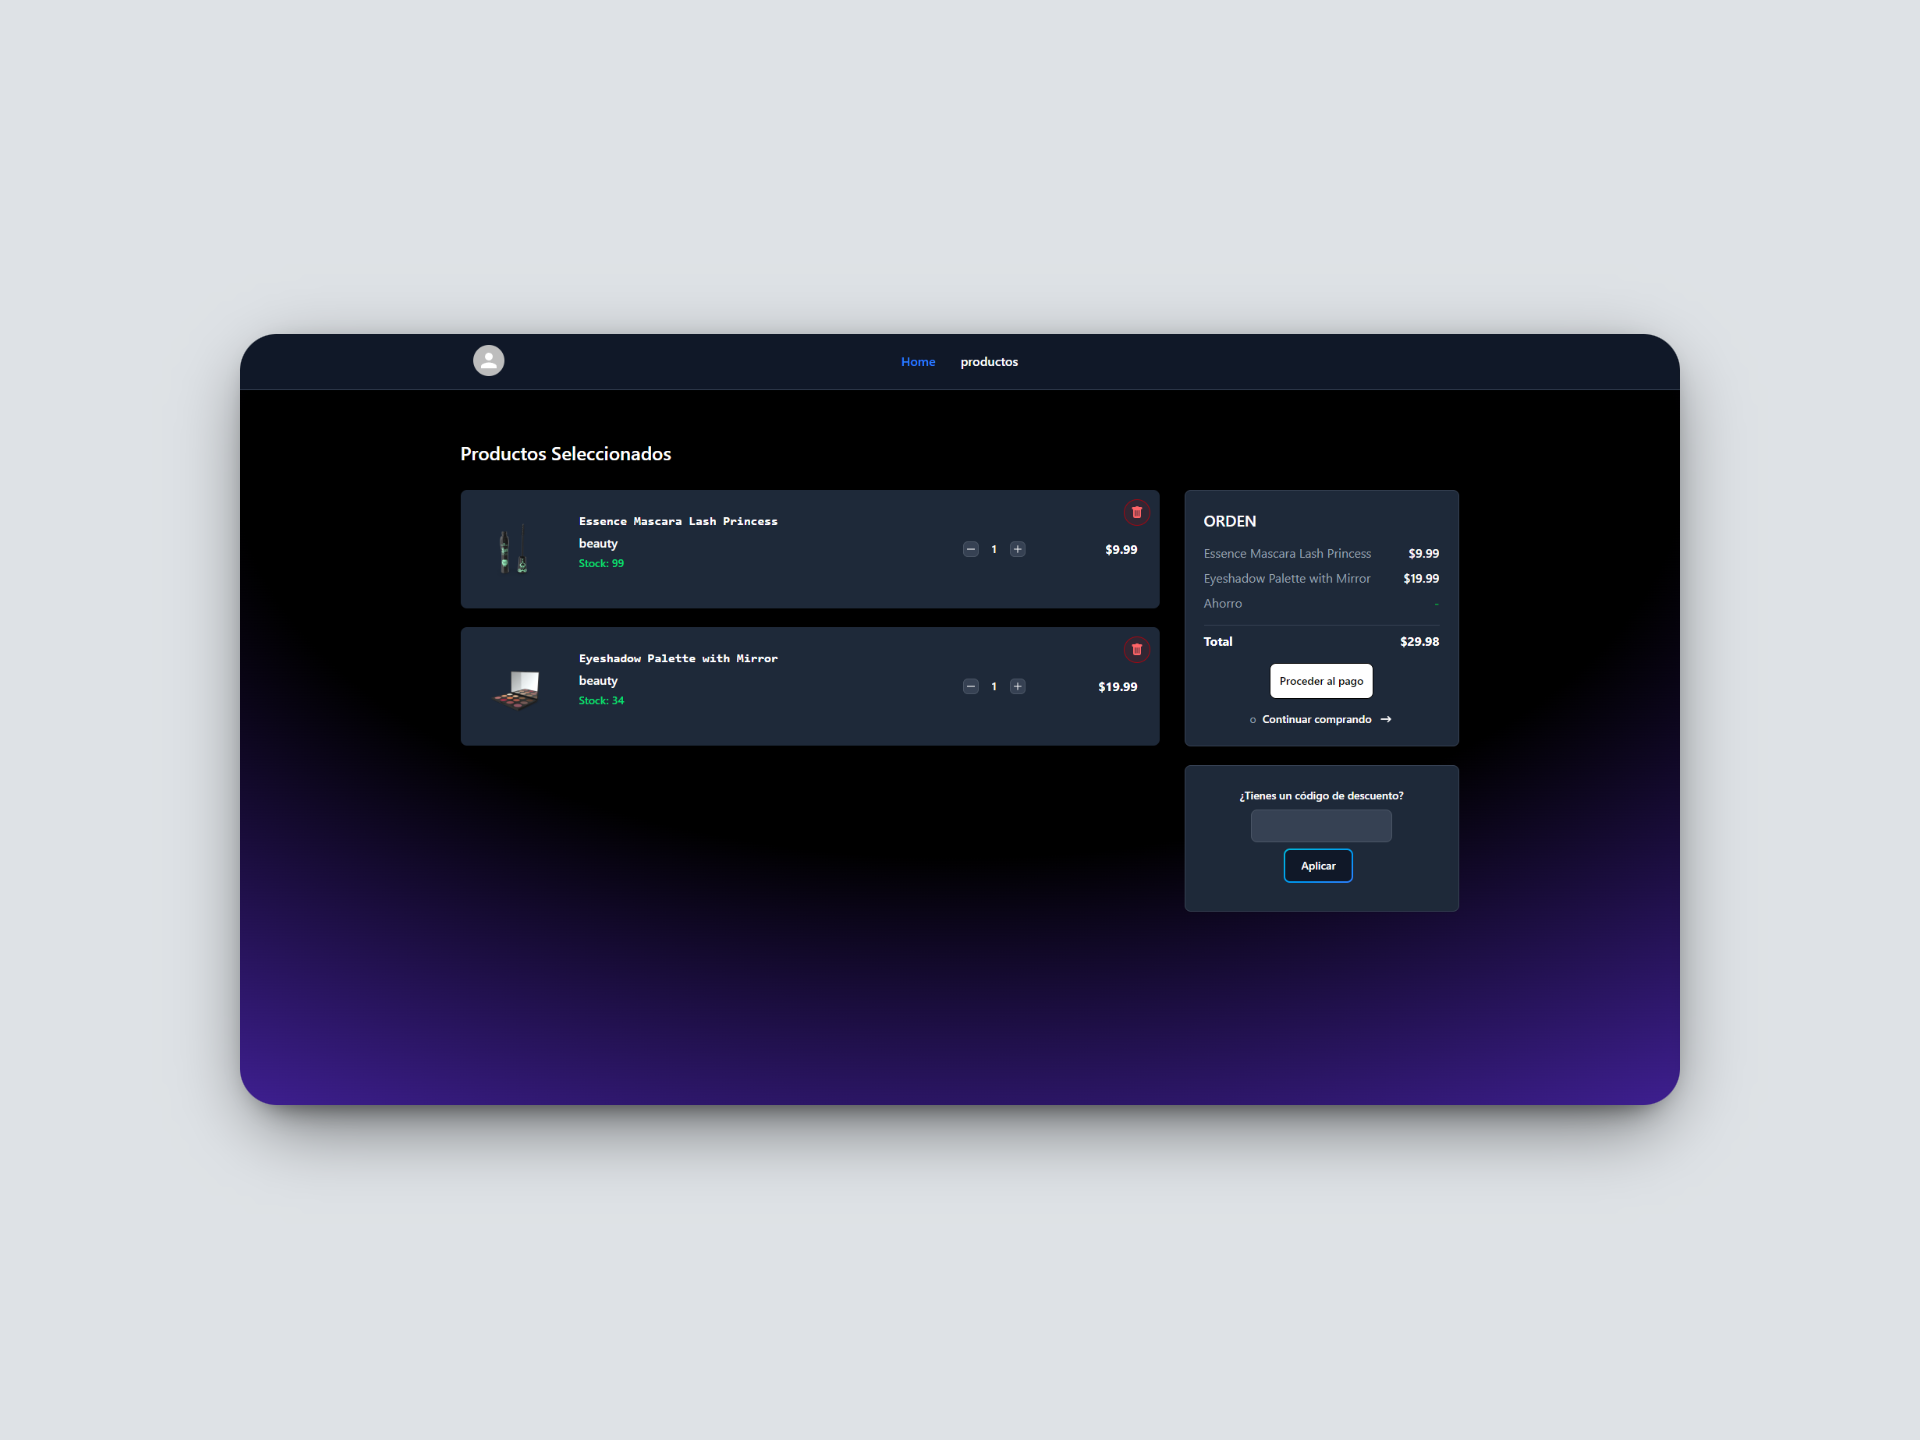 Home productos
Productos Seleccionados
Essence Mascara Lash Princess
beauty
Stock: 99
1
$9.99
Eyeshadow Palette with Mirror
beauty
Stock: 34
1
$19.99
ORDEN
Essence Mascara Lash Princess $9.99
Eyeshadow Palette with Mirror $19.99
Ahorro -
Total $29.98
Proceder al pago
o Continuar comprando →
¿Tienes un código de descuento?
Aplicar